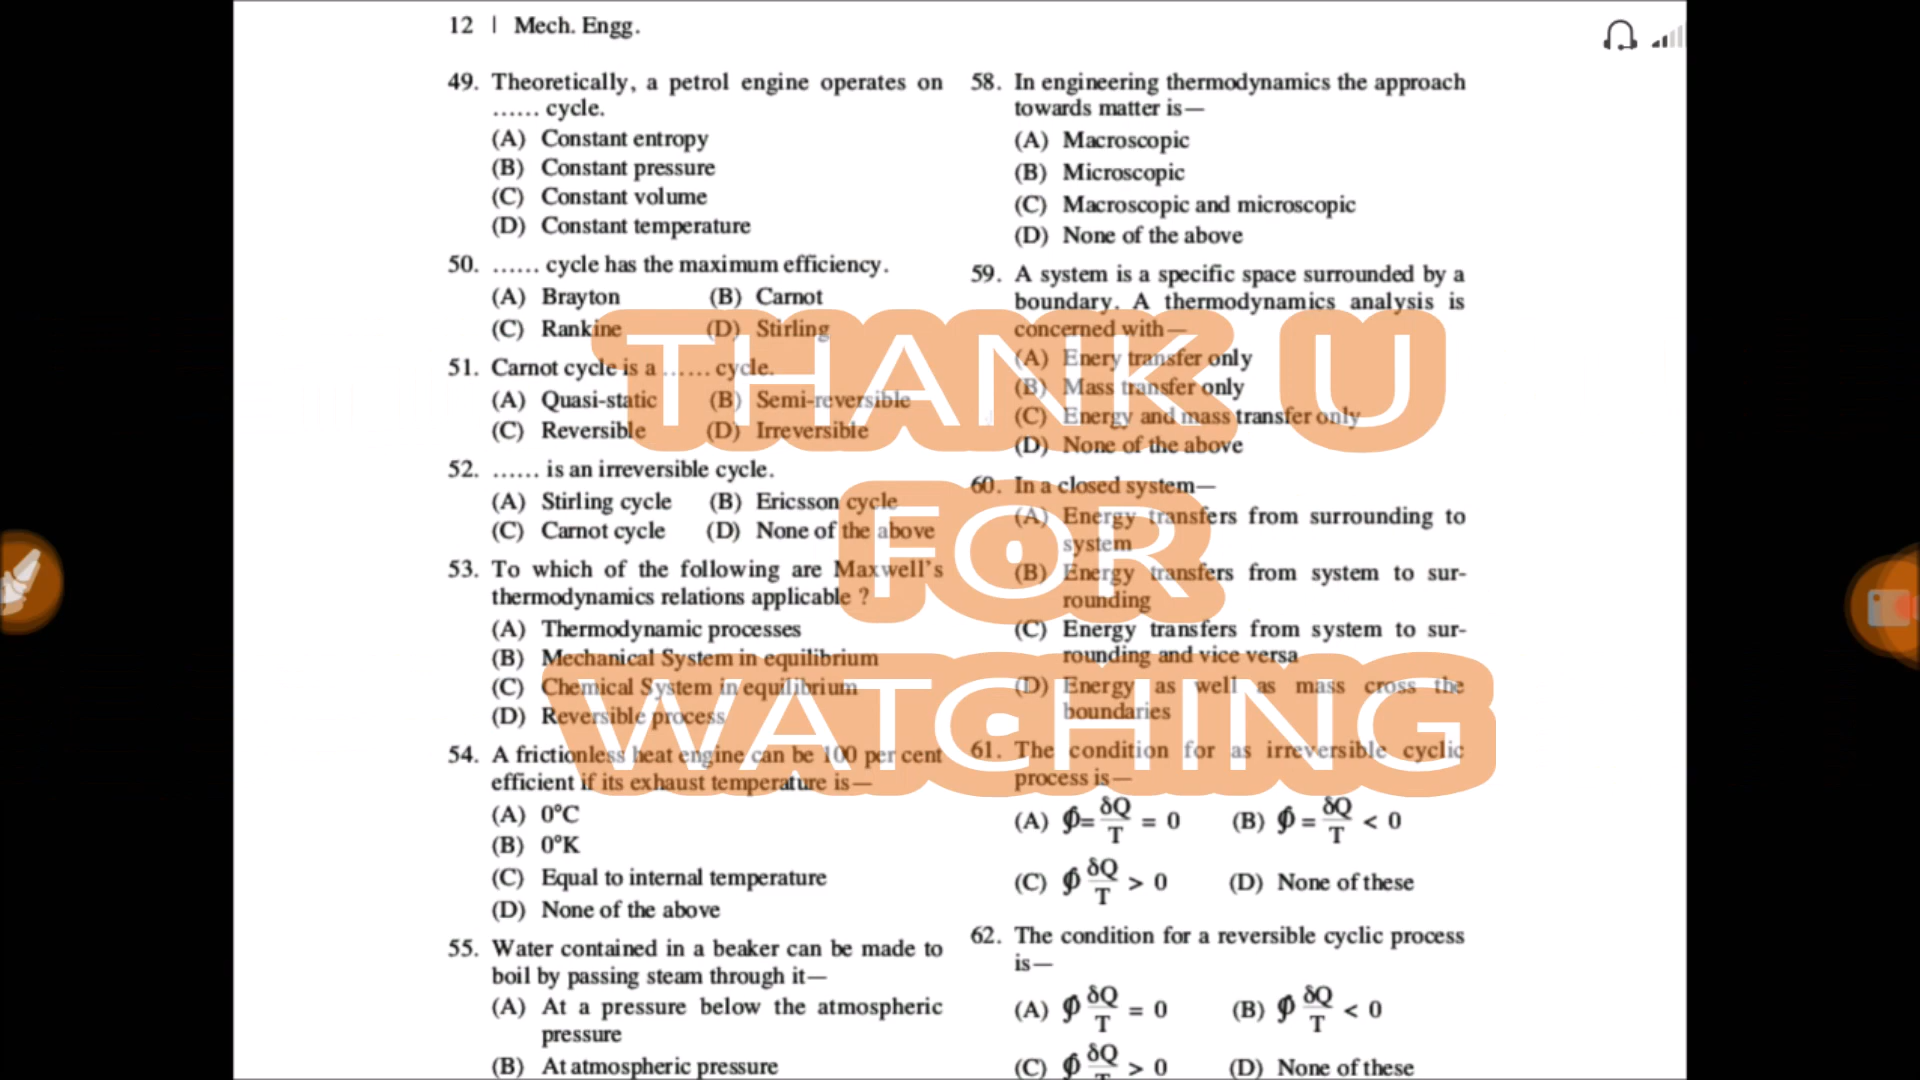 12 | Mech. Engg.
49. Theoretically, a petrol engine operates on
...... cycle.
(A) Constant entropy
(B) Constant pressure
(C) Constant volume
(D) Constant temperature
50. ...... cycle has the maximum efficiency.
(A) Brayton (B) Carnot
(C) Rankine (D) Stirling
51. Carnot cycle is a ...... cycle.
(A) Quasi-static (B) Semi-reversible
(C) Reversible (D) Irreversible
52. ...... is an irreversible cycle.
(A) Stirling cycle (B) Ericsson cycle
(C) Carnot cycle (D) None of the above
53. To which of the following are Maxwell's
thermodynamics relations applicable ?
(A) Thermodynamic processes
(B) Mechanical System in equilibrium
(C) Chemical System in equilibrium
(D) Reversible process
54. A frictionless heat engine can be 100 per cent
efficient if its exhaust temperature is—
(A) 0°C
(B) 0°K
(C) Equal to internal temperature
(D) None of the above
55. Water contained in a beaker can be made to
boil by passing steam through it—
(A) At a pressure below the atmospheric
pressure
(B) At atmospheric pressure
58. In engineering thermodynamics the approach
towards matter is—
(A) Macroscopic
(B) Microscopic
(C) Macroscopic and microscopic
(D) None of the above
59. A system is a specific space surrounded by a
boundary. A thermodynamics analysis is
concerned with—
(A) Enery transfer only
(B) Mass transfer only
(C) Energy and mass transfer only
(D) None of the above
60. In a closed system—
(A) Energy transfers from surrounding to
system
(B) Energy transfers from system to sur-
rounding
(C) Energy transfers from system to sur-
rounding and vice versa
(D) Energy as well as mass cross the
boundaries
61. The condition for as irreversible cyclic
process is—
(A) ∮= δQ/T = 0 (B) ∮ = δQ/T < 0
(C) ∮ δQ/T > 0 (D) None of these
62. The condition for a reversible cyclic process
is—
(A) ∮ δQ/T = 0 (B) ∮ δQ/T < 0
(C) ∮ δQ/T > 0 (D) None of these
THANK U
FOR
WATCHING